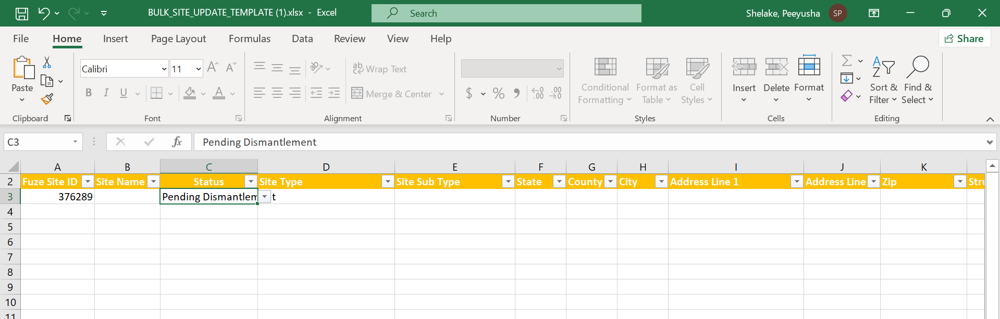 BULK_SITE_UPDATE_TEMPLATE (1).xlsx - Excel
Search
Shelake, Peeyusha
SP
File Home Insert Page Layout Formulas Data Review View Help
Share
Paste
Calibri 11
B I U
ab Wrap Text
Merge & Center
$ % 9
Conditional Formatting
Format as Table
Cell Styles
Insert Delete Format
Sort & Filter
Find & Select
Clipboard Font Alignment Number Styles Cells Editing
C3 fx Pending Dismantlement
A B C D E F G H I J K
2 Fuze Site ID Site Name Status Site Type Site Sub Type State County City Address Line 1 Address Line Zip Stru
3 376289 Pending Dismantlem t
4
5
6
7
8
9
10
11